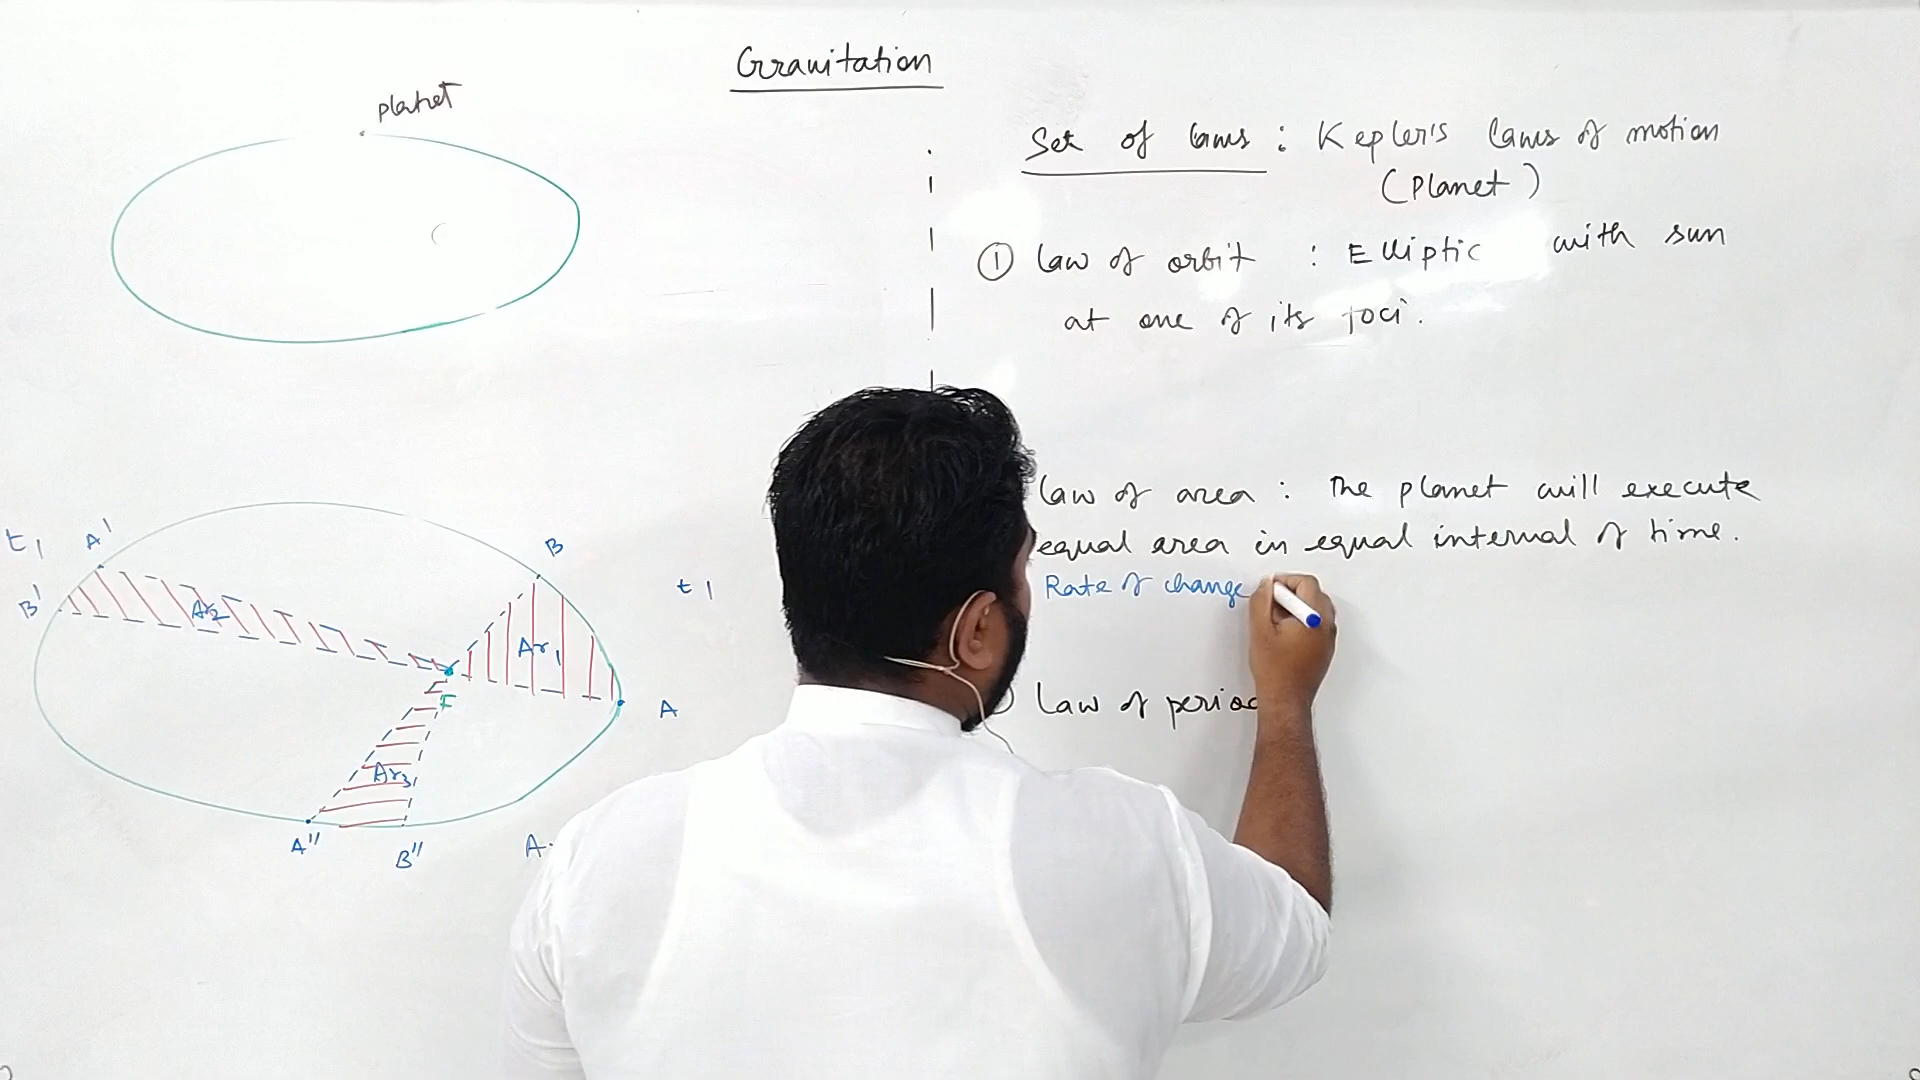 Gravitation
planet
Set of laws : Kepler's laws of motion
(Planet)
① law of orbit : Elliptic with sun
at one of its foci.
law of area : The planet will execute
equal area in equal interval of time.
Rate of change
law of period
t1
A'
B'
Ar2
B
t1
Ar1
A
F
Ar3
A''
B''
A